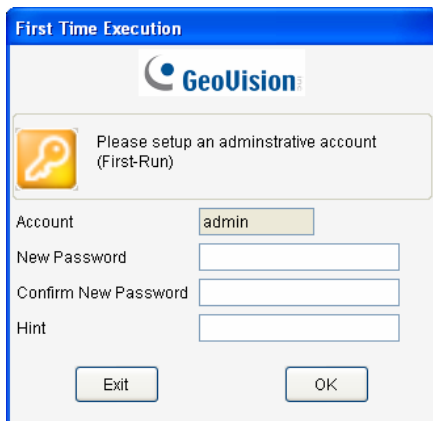 First Time Execution
GeoVision
Please setup an adminstrative account
(First-Run)
Account
admin
New Password
Confirm New Password
Hint
Exit
OK